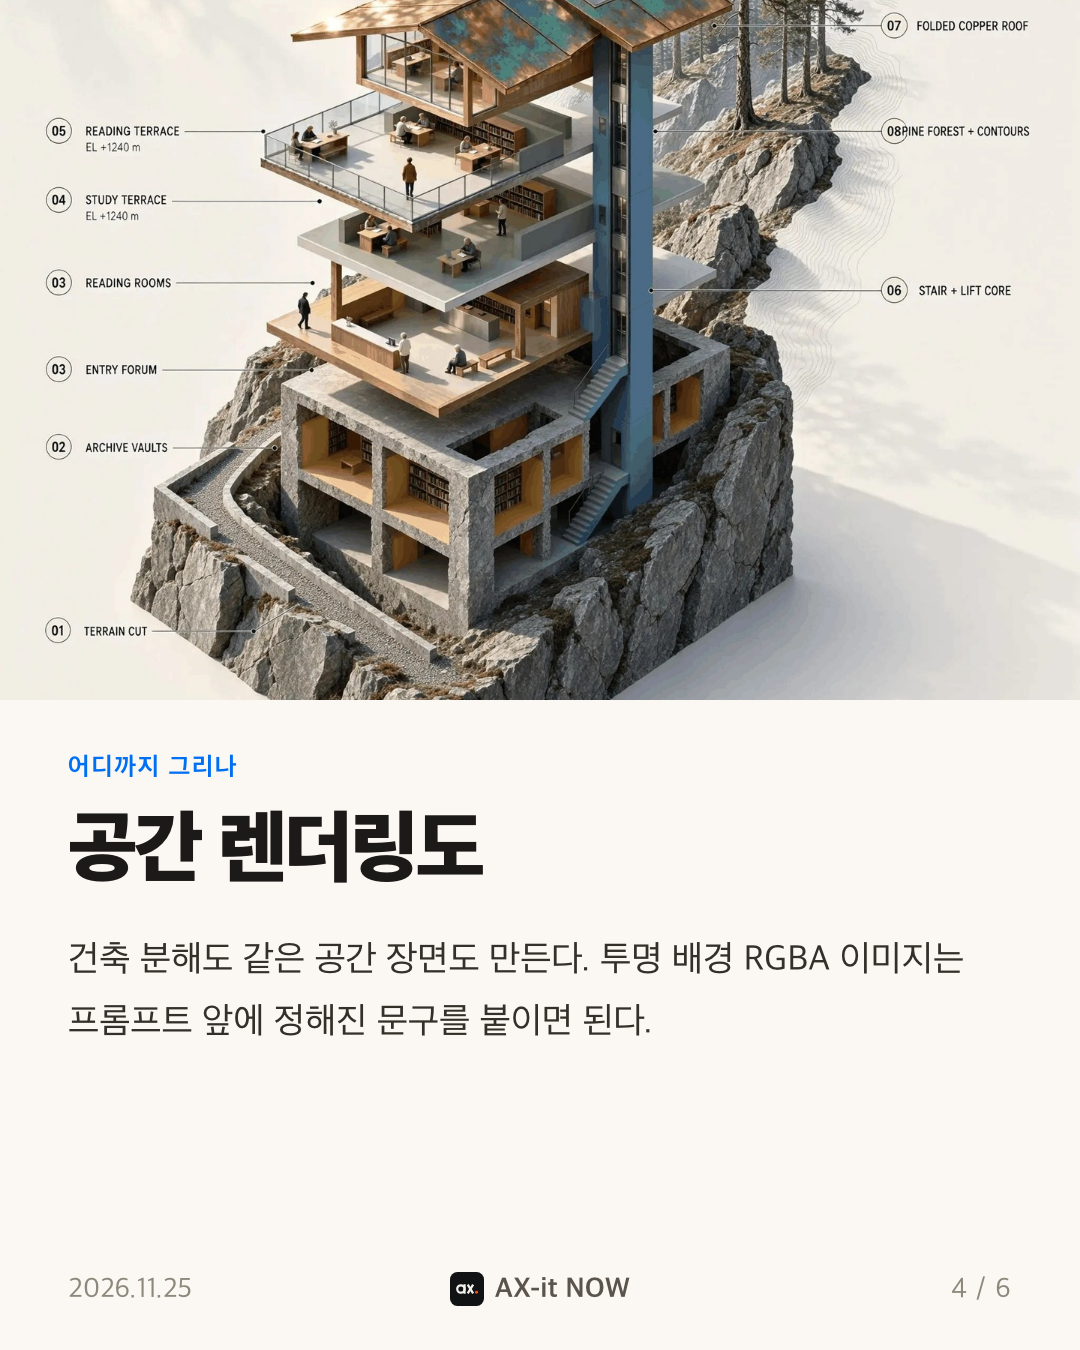 07 FOLDED COPPER ROOF
05 READING TERRACE
EL +1240 m
08 PINE FOREST + CONTOURS
04 STUDY TERRACE
EL +1240 m
03 READING ROOMS
06 STAIR + LIFT CORE
03 ENTRY FORUM
02 ARCHIVE VAULTS
01 TERRAIN CUT
어디까지 그리나
공간 렌더링도
건축 분해도 같은 공간 장면도 만든다. 투명 배경 RGBA 이미지는
프롬프트 앞에 정해진 문구를 붙이면 된다.
2026.11.25
ax. AX-it NOW
4 / 6